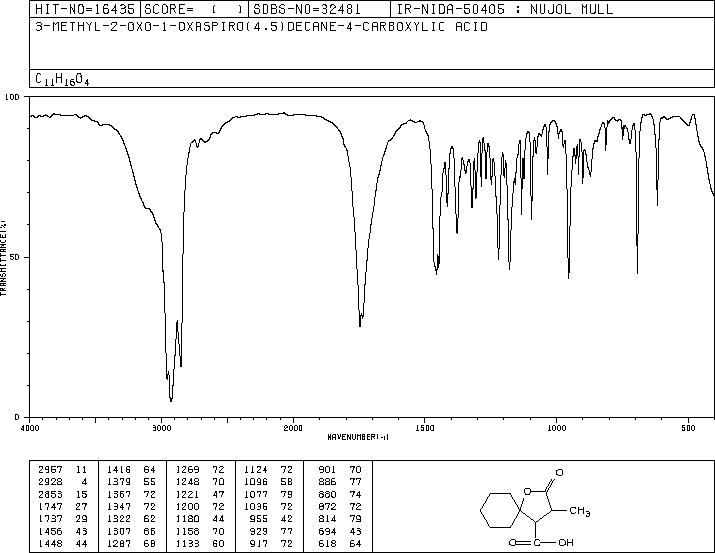 HIT-NO=16435 SCORE= ( ) SDBS-NO=32481 IR-NIDA-50405 : NUJOL MULL
3-METHYL-2-OXO-1-OXASPIRO(4.5)DECANE-4-CARBOXYLIC ACID
C11H16O4
100
50
0
TRANSMITTANCE(%)
4000 3000 2000 1500 1000 500
WAVENUMBER(-1)
2967 11 1416 64 1269 72 1124 72 901 70
2928 4 1379 55 1248 70 1096 58 886 77
2853 15 1367 72 1221 47 1077 79 880 74
1747 27 1347 72 1200 72 1036 72 872 72
1737 29 1322 62 1180 44 955 42 814 79
1456 43 1307 66 1158 70 929 77 694 43
1448 44 1287 68 1133 60 917 72 618 64
O
O
CH3
O C OH